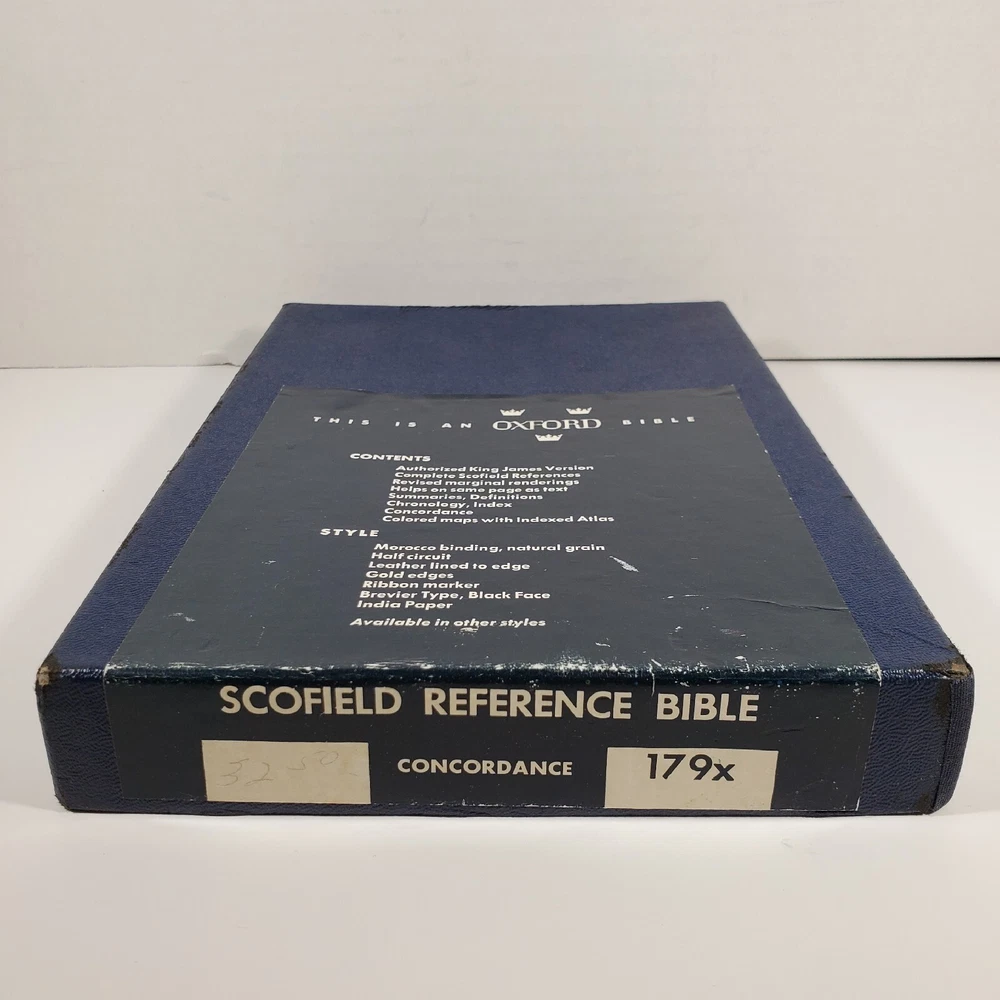 THIS IS AN OXFORD BIBLE
CONTENTS
Authorized King James Version
Complete Scofield References
Revised marginal renderings
Helps on same page as text
Summaries, Definitions
Chronology, Index
Concordance
Colored maps with Indexed Atlas
STYLE
Morocco binding, natural grain
Half circuit
Leather lined to edge
Gold edges
Ribbon marker
Brevier Type, Black Face
India Paper
Available in other styles
SCOFIELD REFERENCE BIBLE
32 50 CONCORDANCE 179x